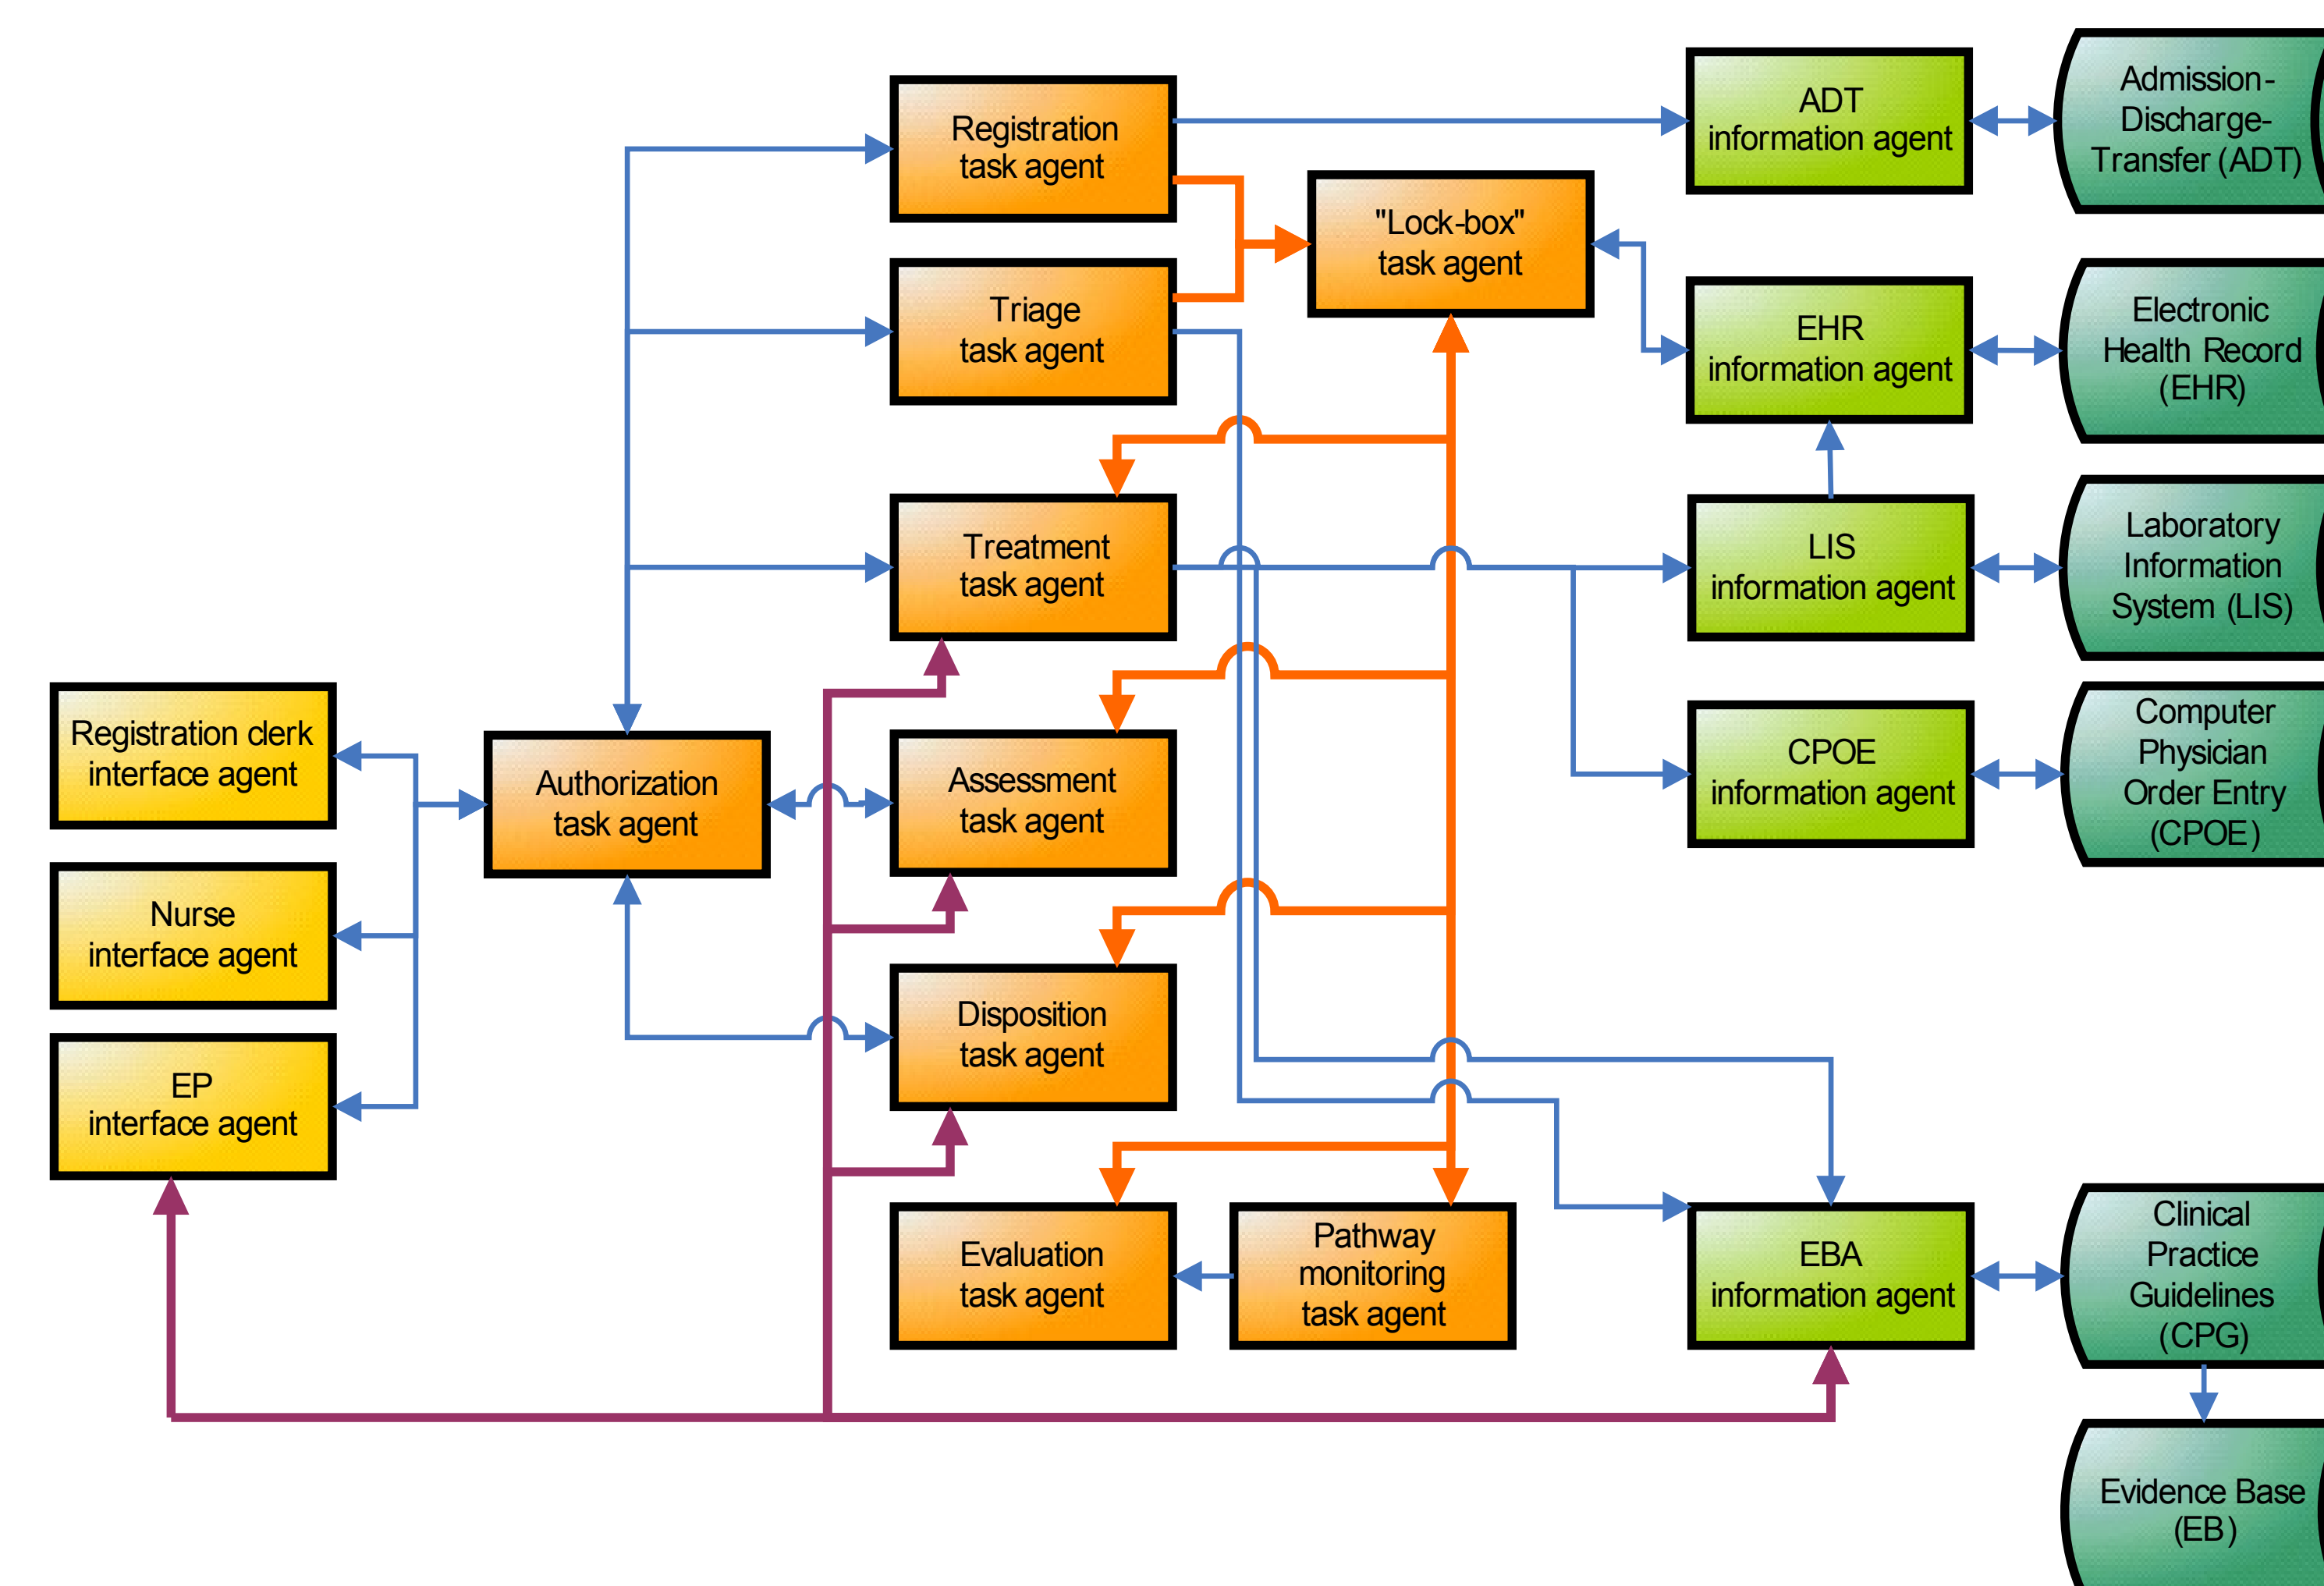 Registration
task agent
ADT
information agent
Admission-
Discharge-
Transfer (ADT)
"Lock-box"
task agent
Triage
task agent
EHR
information agent
Electronic
Health Record
(EHR)
Treatment
task agent
LIS
information agent
Laboratory
Information
System (LIS)
Registration clerk
interface agent
Authorization
task agent
Assessment
task agent
CPOE
information agent
Computer
Physician
Order Entry
(CPOE)
Nurse
interface agent
Disposition
task agent
EP
interface agent
Evaluation
task agent
Pathway
monitoring
task agent
EBA
information agent
Clinical
Practice
Guidelines
(CPG)
Evidence Base
(EB)